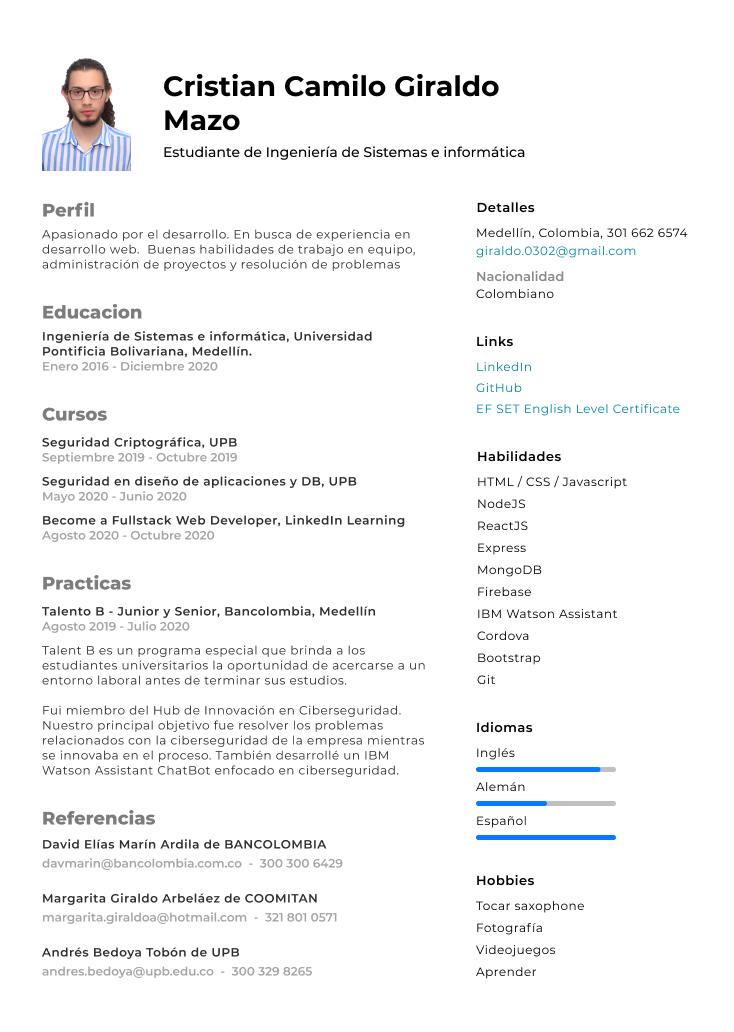 Cristian Camilo Giraldo
Mazo
Estudiante de Ingeniería de Sistemas e informática
Perfil
Apasionado por el desarrollo. En busca de experiencia en
desarrollo web.  Buenas habilidades de trabajo en equipo,
administración de proyectos y resolución de problemas
Educacion
Ingeniería de Sistemas e informática, Universidad
Pontificia Bolivariana, Medellín.
Enero 2016 - Diciembre 2020
Cursos
Seguridad Criptográfica, UPB
Septiembre 2019 - Octubre 2019
Seguridad en diseño de aplicaciones y DB, UPB
Mayo 2020 - Junio 2020
Become a Fullstack Web Developer, LinkedIn Learning
Agosto 2020 - Octubre 2020
Practicas
Talento B - Junior y Senior, Bancolombia, Medellín
Agosto 2019 - Julio 2020
Talent B es un programa especial que brinda a los
estudiantes universitarios la oportunidad de acercarse a un
entorno laboral antes de terminar sus estudios.
Fui miembro del Hub de Innovación en Ciberseguridad.
Nuestro principal objetivo fue resolver los problemas
relacionados con la ciberseguridad de la empresa mientras
se innovaba en el proceso. También desarrollé un IBM
Watson Assistant ChatBot enfocado en ciberseguridad.
Referencias
David Elías Marín Ardila de BANCOLOMBIA
davmarin@bancolombia.com.co  -  300 300 6429
Margarita Giraldo Arbeláez de COOMITAN
margarita.giraldoa@hotmail.com  -  321 801 0571
Andrés Bedoya Tobón de UPB
andres.bedoya@upb.edu.co  -  300 329 8265
Detalles
Medellín, Colombia, 301 662 6574
giraldo.0302@gmail.com
Nacionalidad
Colombiano
Links
LinkedIn
GitHub
EF SET English Level Certificate
Habilidades
HTML / CSS / Javascript
NodeJS
ReactJS
Express
MongoDB
Firebase
IBM Watson Assistant
Cordova
Bootstrap
Git
Idiomas
Inglés
Alemán
Español
Hobbies
Tocar saxophone
Fotografía
Videojuegos
Aprender